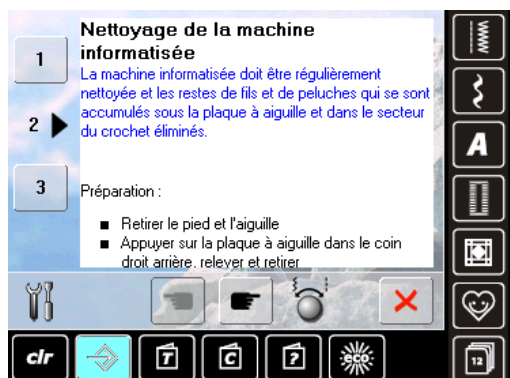 Nettoyage de la machine
informatisée
1
La machine informatisée doit être régulièrement
nettoyée et les restes de fils et de peluches qui se sont
accumulés sous la plaque à aiguille et dans le secteur
2
du crochet éliminés.
A
3
Préparation :
■ Retirer le pied et l'aiguille
■ Appuyer sur la plaque à aiguille dans le coin
droit arrière, relever et retirer
clr
T
C
?
eco
12